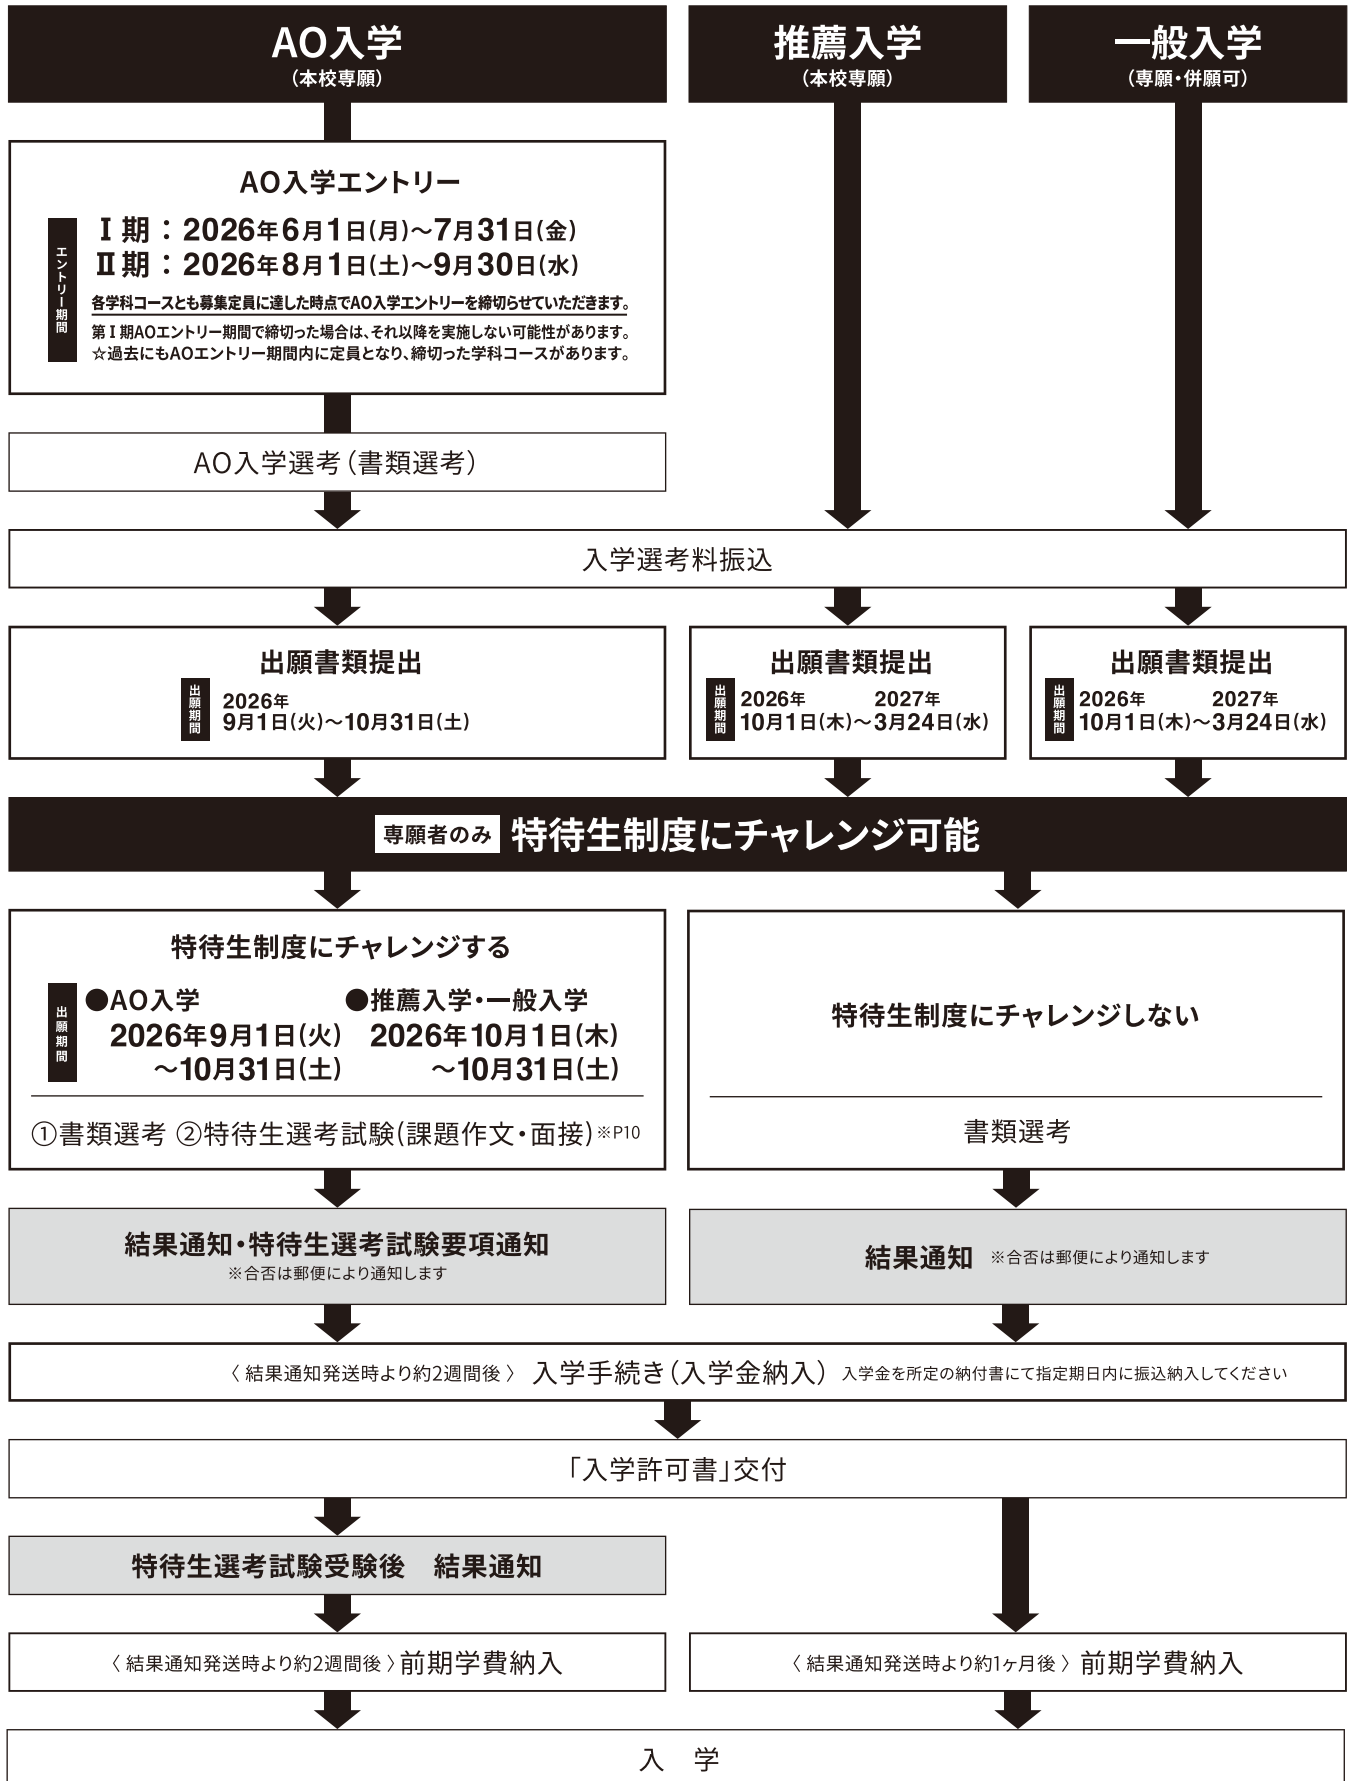 AO入学
（本校専願）
推薦入学
（本校専願）
一般入学
（専願・併願可）
AO入学エントリー
エントリー期間
Ⅰ期：2026年6月1日(月)～7月31日(金)
Ⅱ期：2026年8月1日(土)～9月30日(水)
各学科コースとも募集定員に達した時点でAO入学エントリーを締切らせていただきます。
第Ⅰ期AOエントリー期間で締切った場合は、それ以降を実施しない可能性があります。
☆過去にもAOエントリー期間内に定員となり、締切った学科コースがあります。
AO入学選考（書類選考）
入学選考料振込
出願書類提出
出願期間
2026年
9月1日(火)～10月31日(土)
出願書類提出
出願期間
2026年 2027年
10月1日(木)～3月24日(水)
出願書類提出
出願期間
2026年 2027年
10月1日(木)～3月24日(水)
専願者のみ 特待生制度にチャレンジ可能
特待生制度にチャレンジする
出願期間
●AO入学
2026年9月1日(火)
～10月31日(土)
●推薦入学・一般入学
2026年10月1日(木)
～10月31日(土)
①書類選考 ②特待生選考試験(課題作文・面接)※P10
特待生制度にチャレンジしない
書類選考
結果通知・特待生選考試験要項通知
※合否は郵便により通知します
結果通知 ※合否は郵便により通知します
〈 結果通知発送時より約2週間後 〉 入学手続き（入学金納入） 入学金を所定の納付書にて指定期日内に振込納入してください
「入学許可書」交付
特待生選考試験受験後　結果通知
〈 結果通知発送時より約2週間後 〉前期学費納入
〈 結果通知発送時より約1ヶ月後 〉前期学費納入
入　学